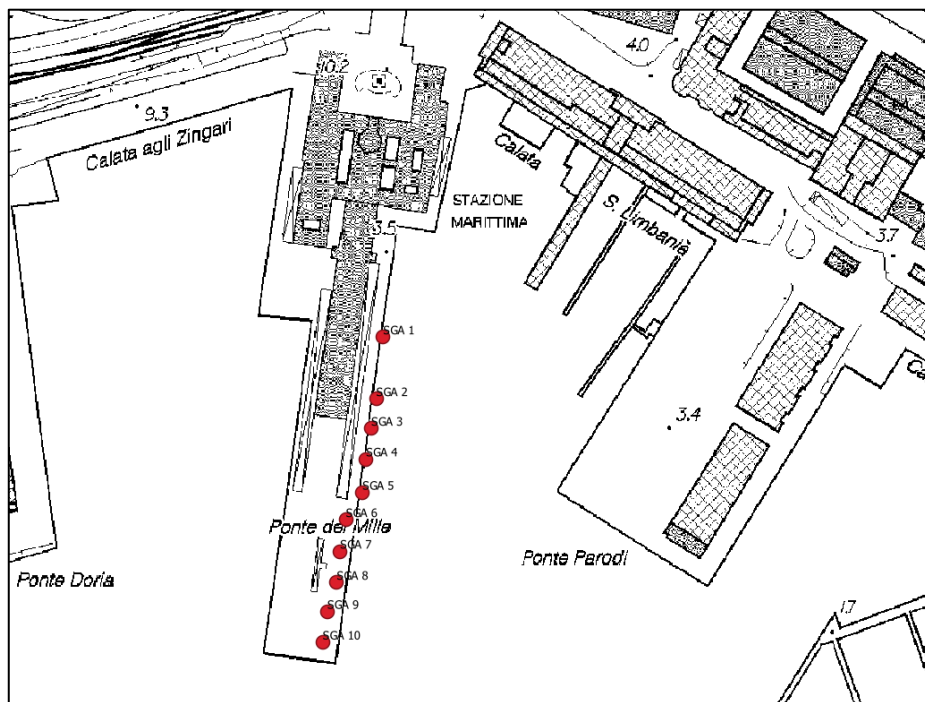 4.0
10.2
9.3
Calata agli Zingari
Calata
STAZIONE
MARITTIMA
S. Limbania
3.5
3.7
SGA 1
SGA 2
SGA 3
SGA 4
SGA 5
SGA 6
SGA 7
SGA 8
SGA 9
SGA 10
Ca
3.4
Ponte dei Mille
Ponte Parodi
Ponte Doria
1.7